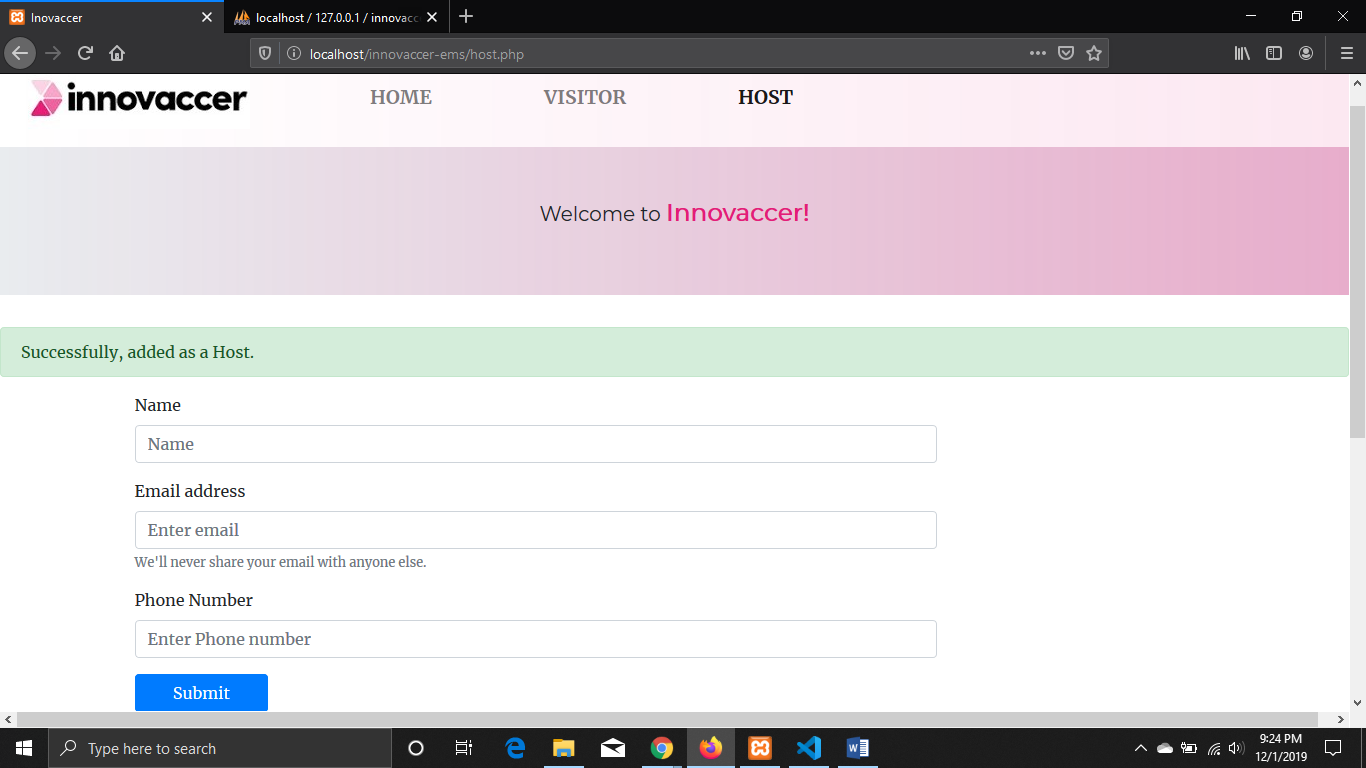 Inovaccer
localhost / 127.0.0.1 / innovacc
localhost/innovaccer-ems/host.php
innovaccer HOME VISITOR HOST
Welcome to Innovaccer!
Successfully, added as a Host.
Name
Name
Email address
Enter email
We'll never share your email with anyone else.
Phone Number
Enter Phone number
Submit
Type here to search
9:24 PM
12/1/2019